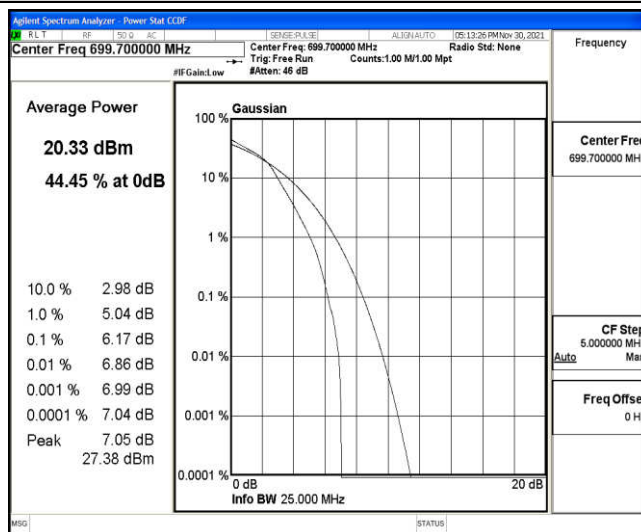 Agilent Spectrum Analyzer - Power Stat CCDF
RLT RF 50 Ω AC SENSE:PULSE ALIGNAUTO 05:13:26 PM Nov 30, 2021
Center Freq 699.700000 MHz
Center Freq: 699.700000 MHz Radio Std: None
Trig: Free Run Counts:1.00 M/1.00 Mpt
#IFGain:Low #Atten: 46 dB
Frequency
Average Power
20.33 dBm
44.45 % at 0dB
10.0 % 2.98 dB
1.0 % 5.04 dB
0.1 % 6.17 dB
0.01 % 6.86 dB
0.001 % 6.99 dB
0.0001 % 7.04 dB
Peak 7.05 dB
27.38 dBm
Gaussian
100 %
10 %
1 %
0.1 %
0.01 %
0.001 %
0.0001 %
0 dB 20 dB
Info BW 25.000 MHz
Center Fre
699.700000 MH
CF Step
5.000000 MH
Auto Ma
Freq Offse
0 H
MSG STATUS